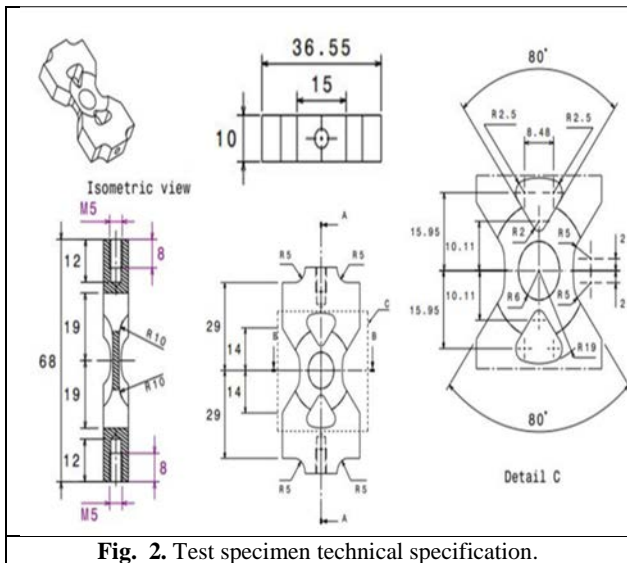 36.55
15
10
Isometric view
M5
12
8
19
R10
68
19
R10
12
8
M5
A
R5
R5
C
29
14
B
B
14
29
R5
R5
A
80°
R2.5
R2.5
8.48
15.95
10.11
R2
R5
2
R6
10.11
R5
2
15.95
R19
80°
Detail C
Fig. 2. Test specimen technical specification.